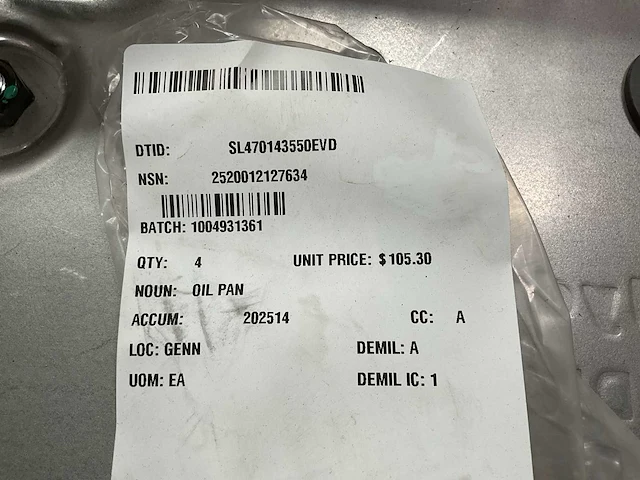 DTID: SL470143550EVD
NSN: 2520012127634
BATCH: 1004931361
QTY: 4 UNIT PRICE: $105.30
NOUN: OIL PAN
ACCUM: 202514 CC: A
LOC: GENN DEMIL: A
UOM: EA DEMIL IC: 1